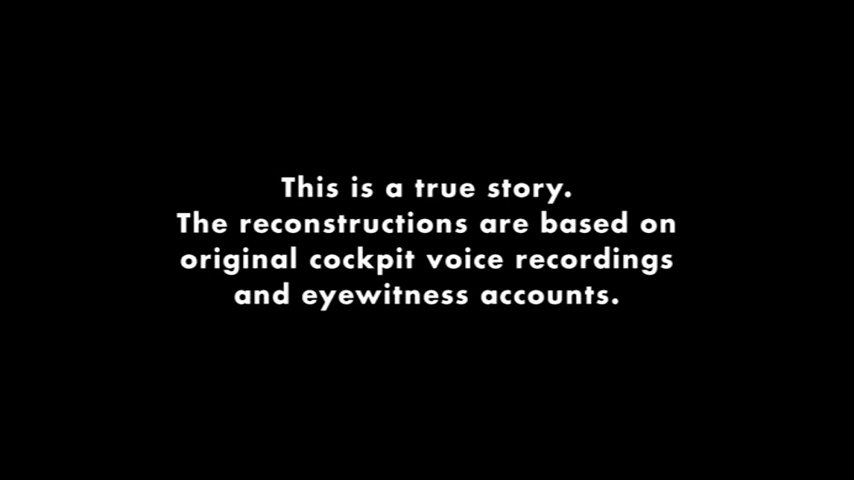 This is a true story.
The reconstructions are based on
original cockpit voice recordings
and eyewitness accounts.